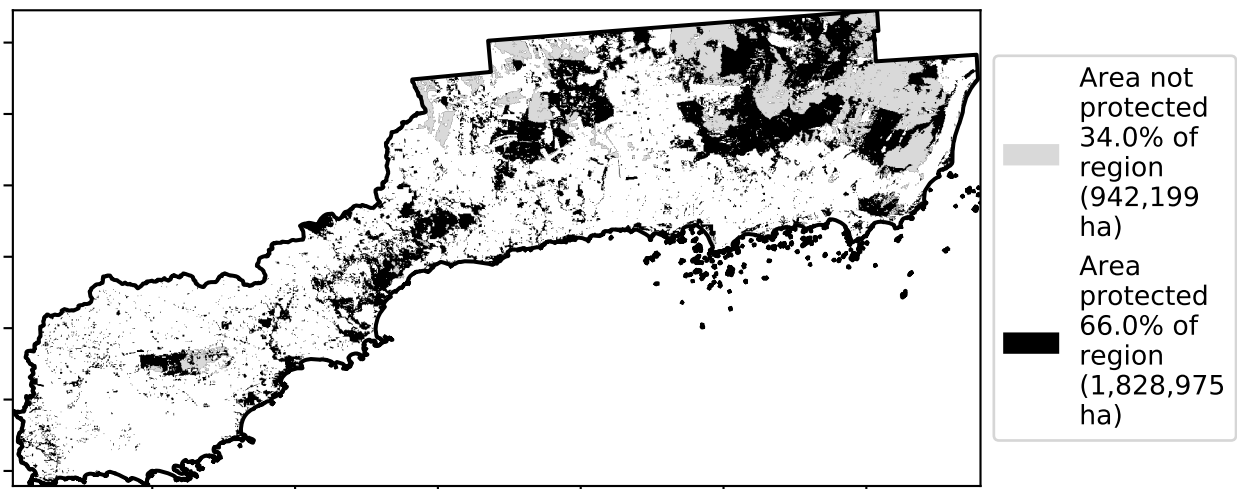 Area not
protected
34.0% of
region
(942,199
ha)
Area
protected
66.0% of
region
(1,828,975
ha)